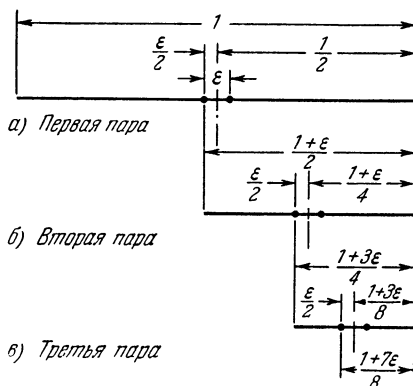 1
ε/2
1/2
ε
а) Первая пара
(1+ε)/2
ε/2
(1+ε)/4
б) Вторая пара
(1+3ε)/4
ε/2
(1+3ε)/8
в) Третья пара
(1+7ε)/8